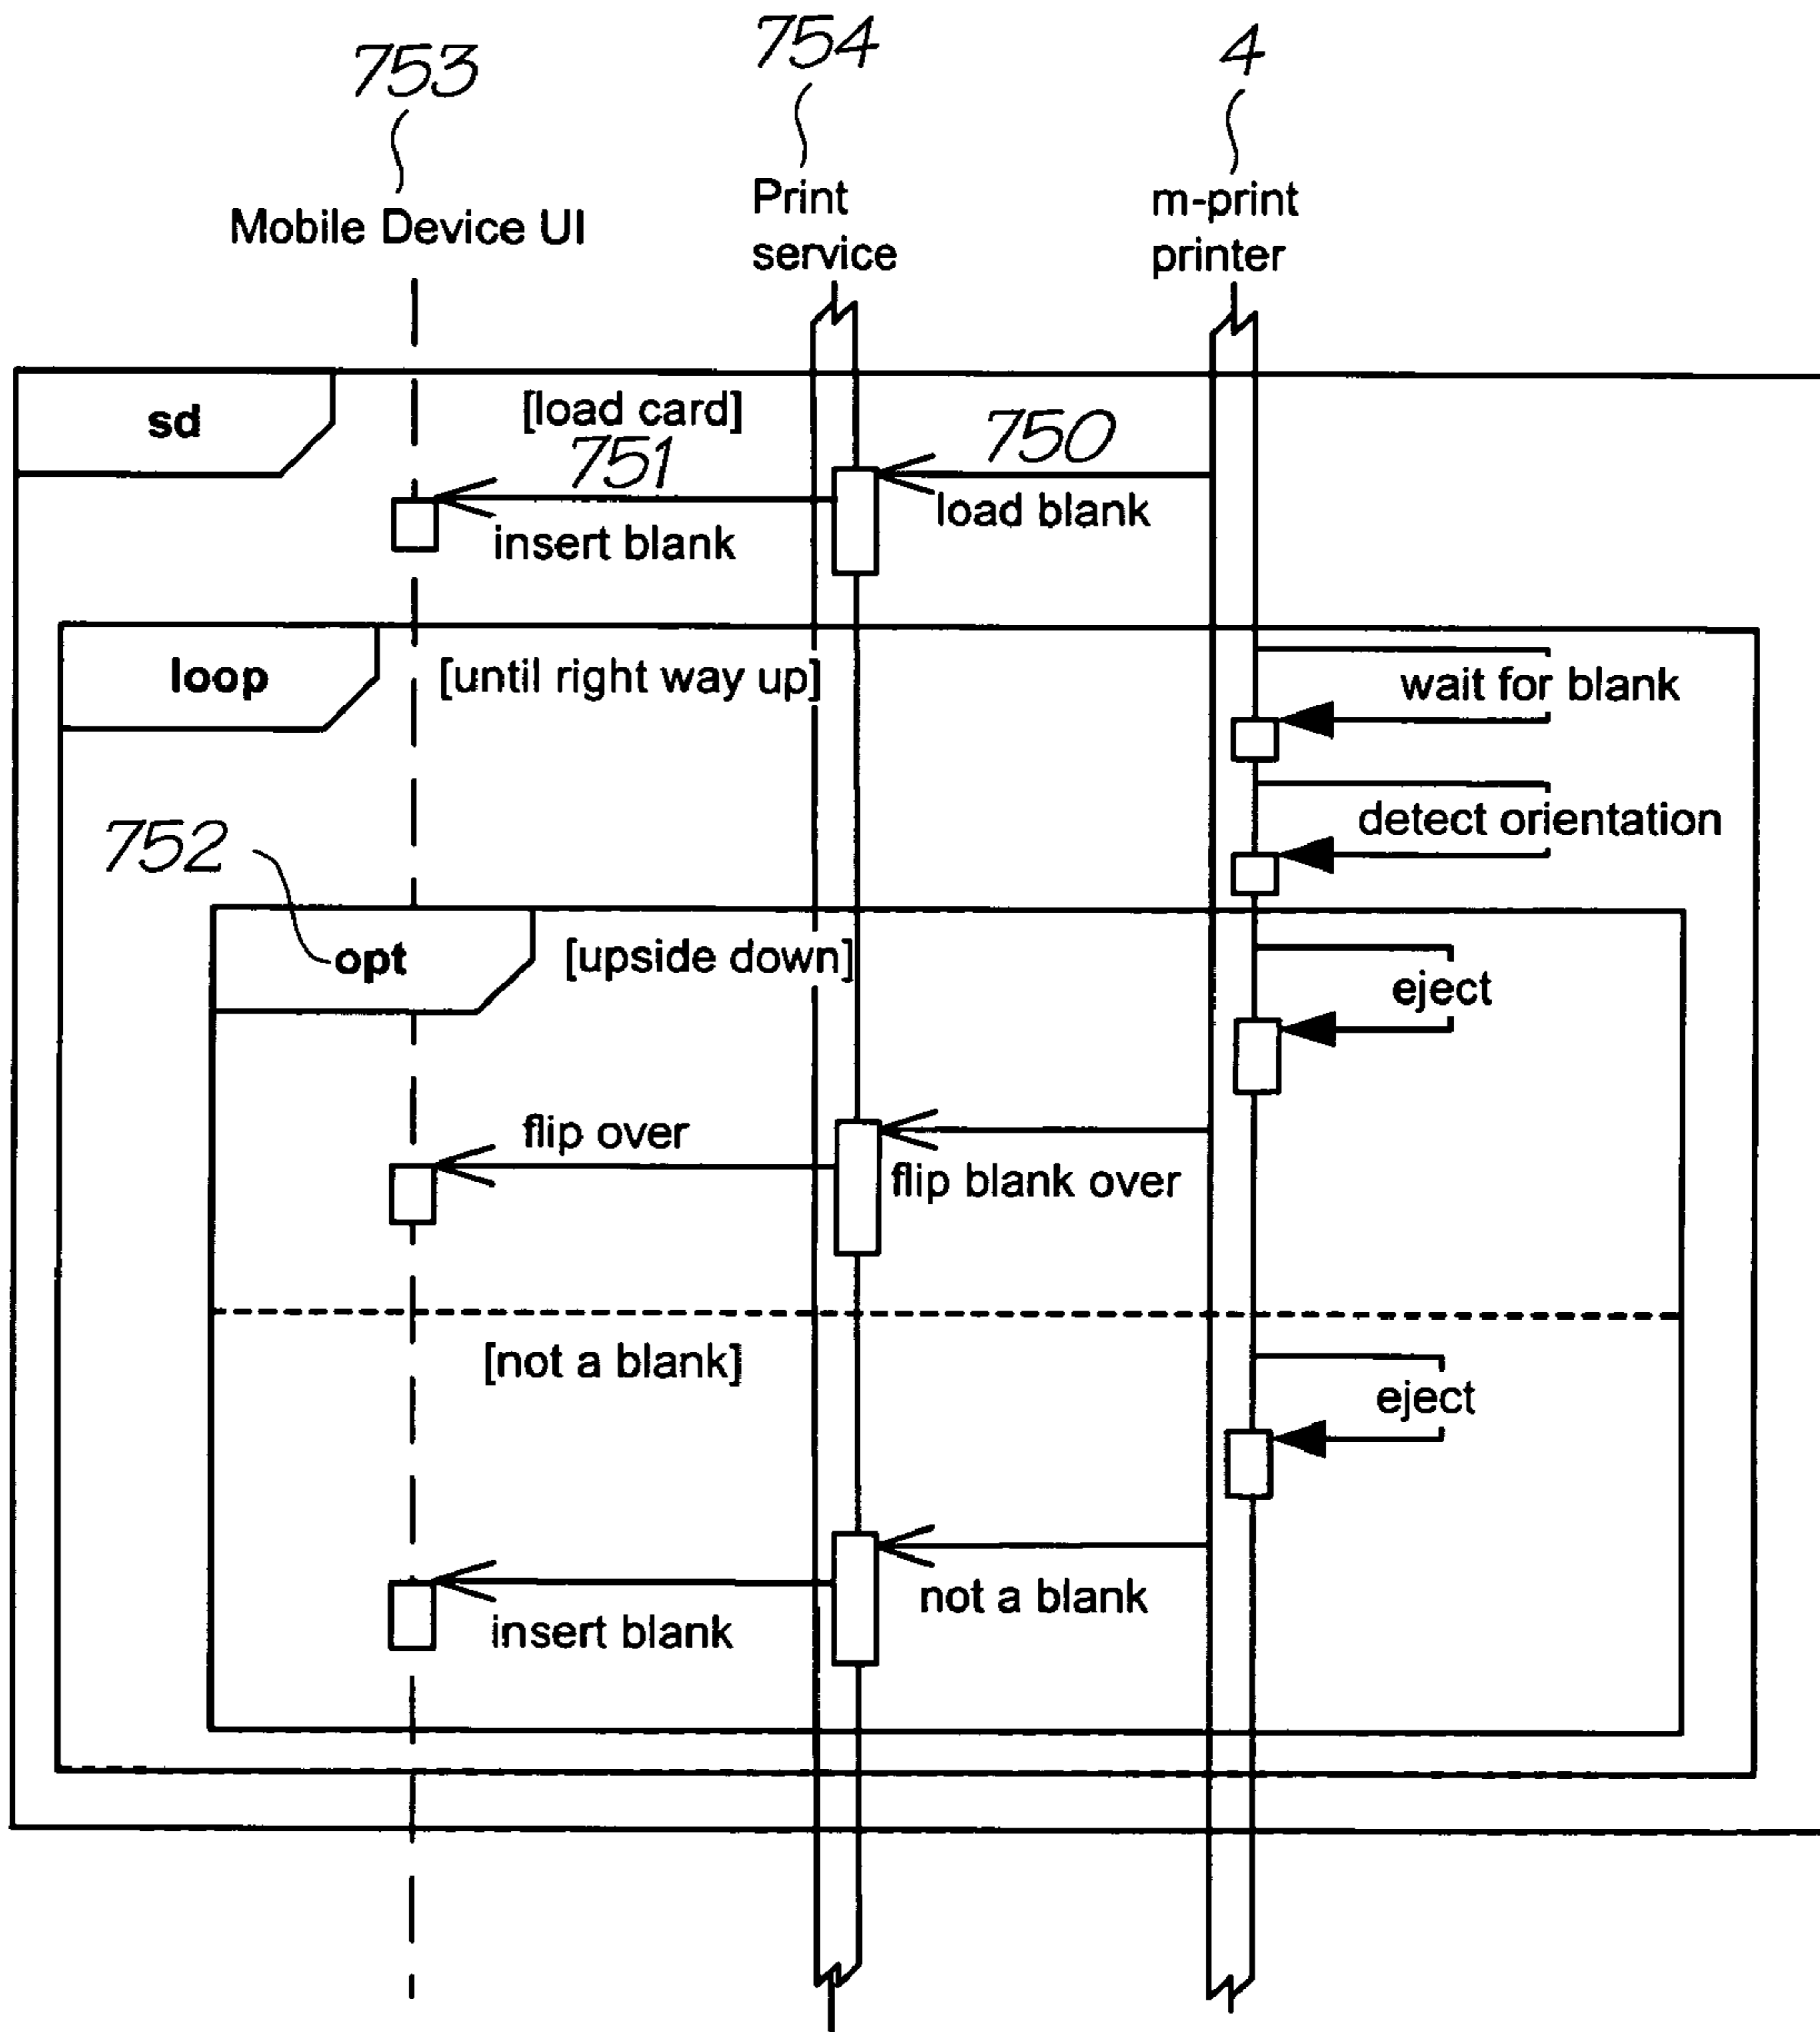 753
754
4
Mobile Device UI
Print
service
m-print
printer
sd
[load card]
751
750
insert blank
load blank
loop
[until right way up]
wait for blank
detect orientation
752
opt
[upside down]
eject
flip over
flip blank over
[not a blank]
eject
not a blank
insert blank